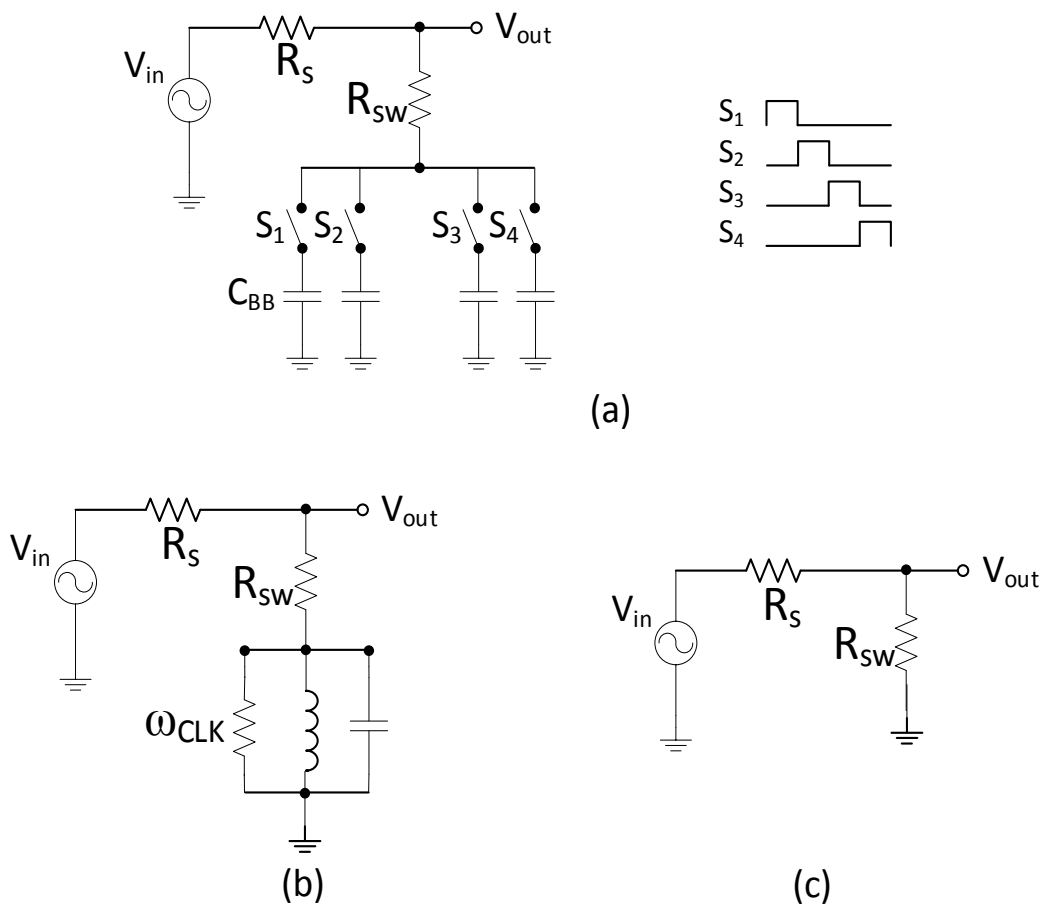 V_in
R_s
V_out
R_sw
S_1
S_2
S_3
S_4
C_BB
S_1
S_2
S_3
S_4
(a)
V_in
R_s
V_out
R_sw
ω_CLK
(b)
V_in
R_s
V_out
R_sw
(c)